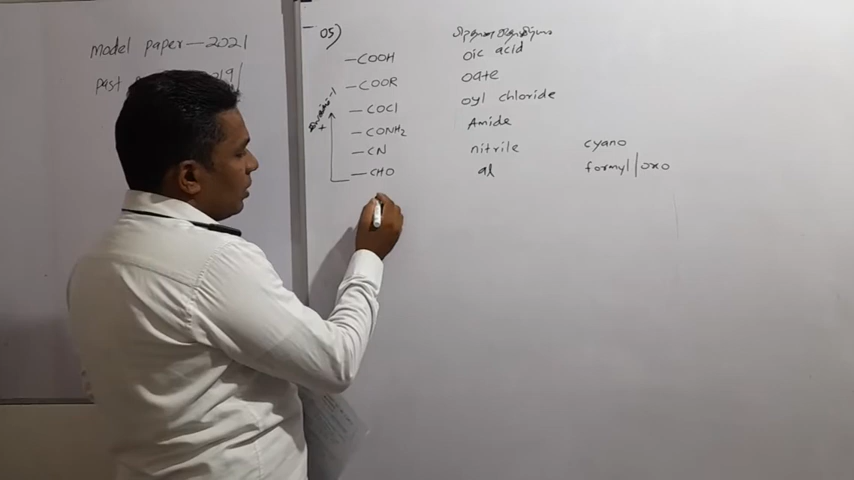 model paper — 2021
past
05)
—COOH oic acid
—COOR oate
—COCl oyl chloride
—CONH₂ Amide
—CN nitrile cyano
—CHO al formyl/oxo